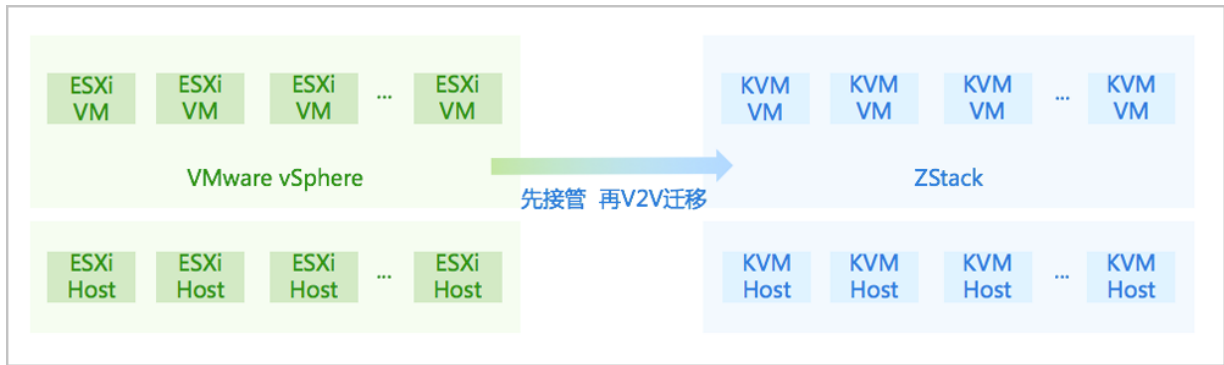 ESXi VM ESXi VM ESXi VM ... ESXi VM
VMware vSphere
ESXi Host ESXi Host ESXi Host ... ESXi Host
先接管 再V2V迁移
KVM VM KVM VM KVM VM ... KVM VM
ZStack
KVM Host KVM Host KVM Host ... KVM Host